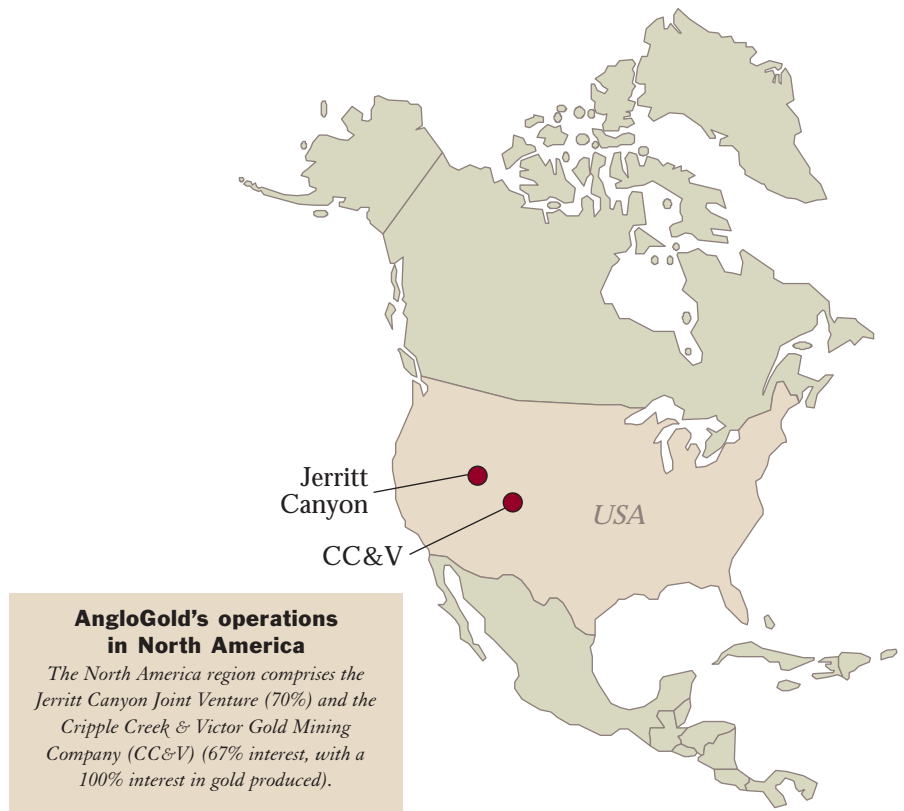 Jerritt
Canyon
USA
CC&V
AngloGold's operations
in North America
The North America region comprises the
Jerritt Canyon Joint Venture (70%) and the
Cripple Creek & Victor Gold Mining
Company (CC&V) (67% interest, with a
100% interest in gold produced).